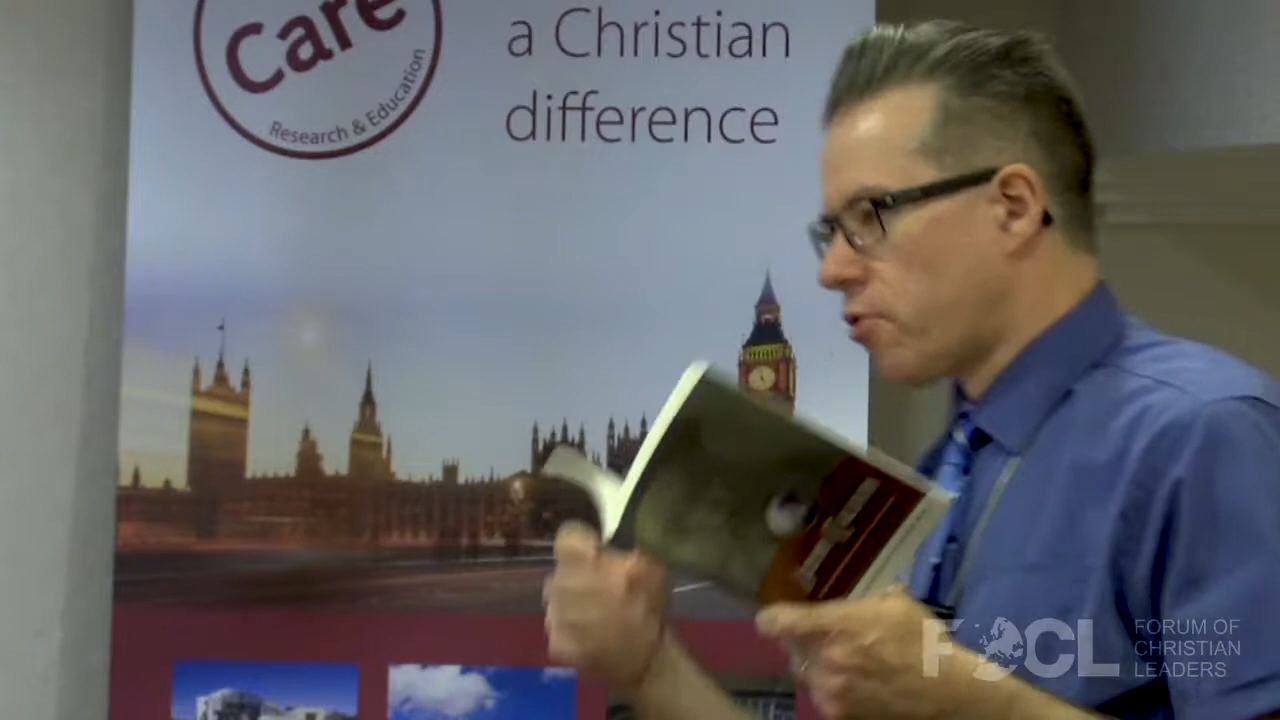 Care
Research & Education
a Christian
difference
FOCL
FORUM OF
CHRISTIAN
LEADERS